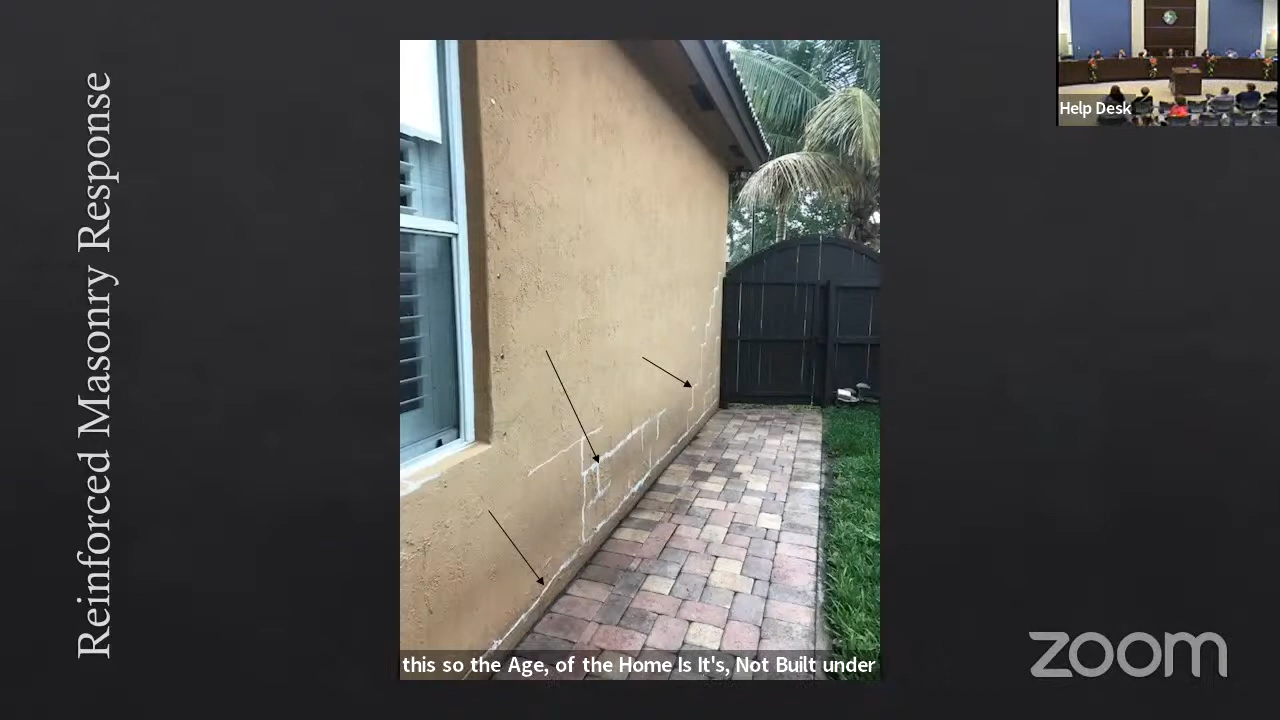 Reinforced Masonry Response
Help Desk
this so the Age, of the Home Is It's, Not Built under
zoom